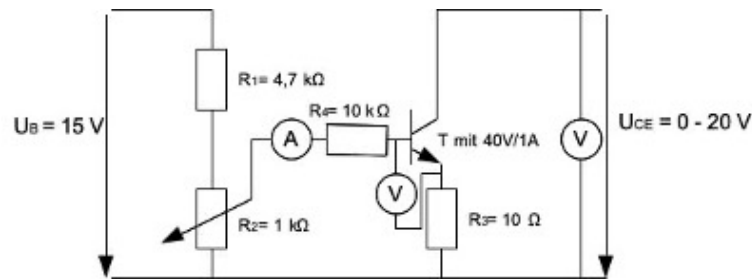 R₁= 4,7 kΩ
R₄= 10 kΩ
U_B = 15 V
A
T mit 40V/1A
V
U_CE = 0 - 20 V
V
R₂= 1 kΩ
R₃= 10 Ω